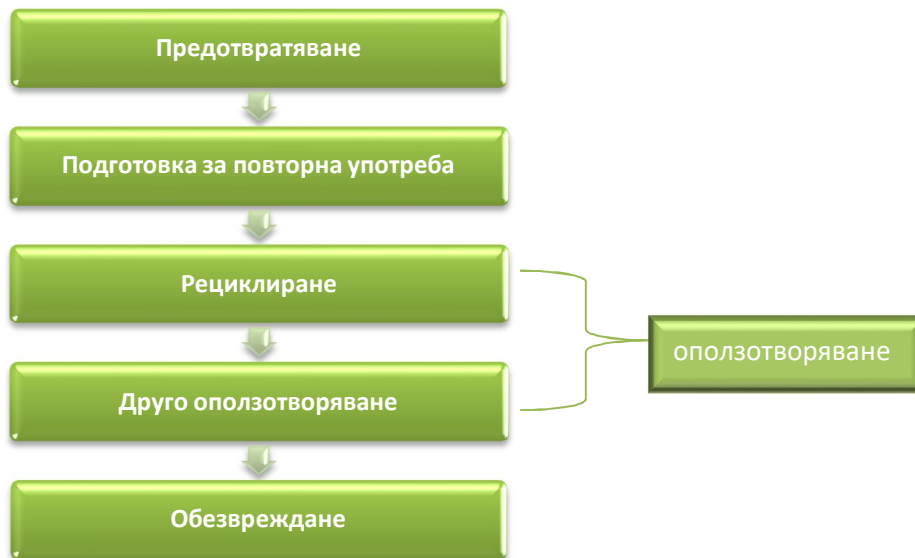 Предотвратяване
Подготовка за повторна употреба
Рециклиране
оползотворяване
Друго оползотворяване
Обезвреждане